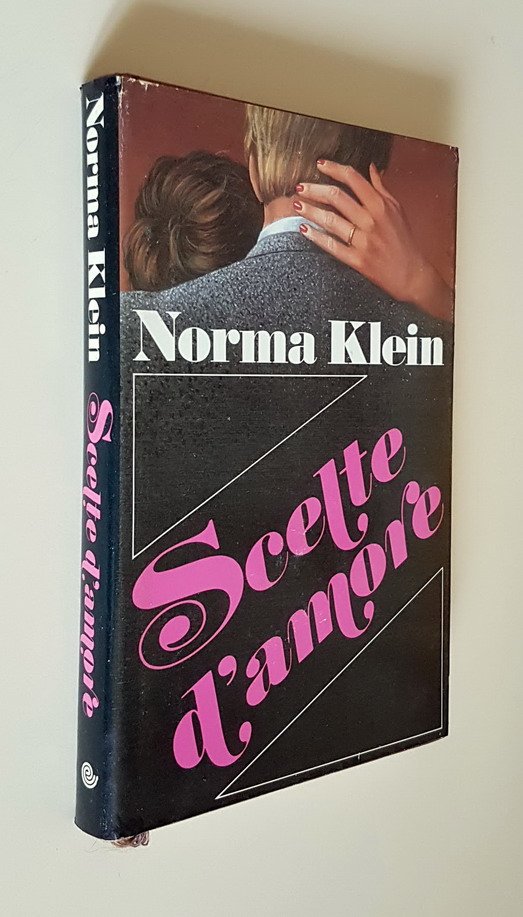 Norma Klein
Scelte d'amore
Norma Klein
Scelte
d'amore